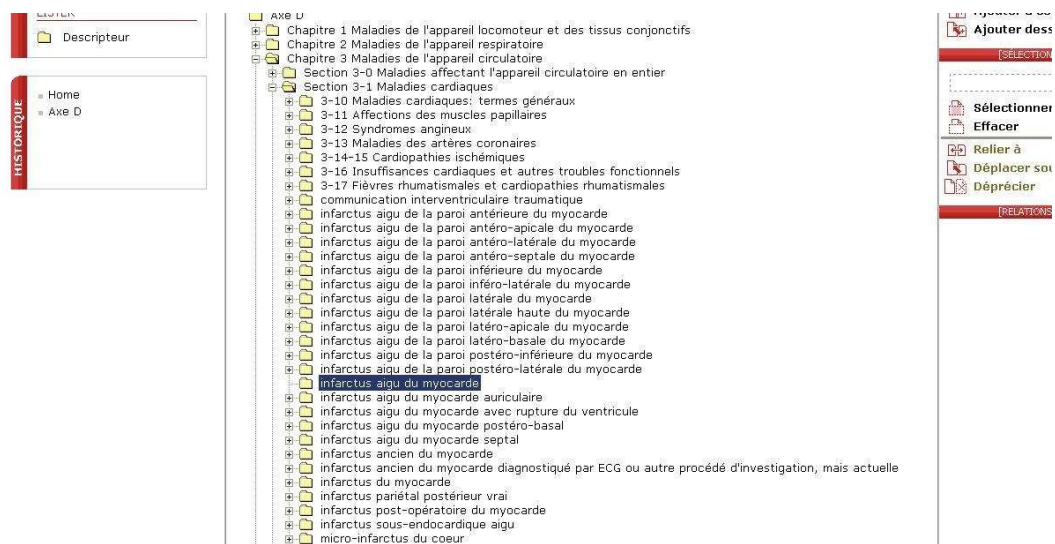 LISTER
Descripteur
HISTORIQUE
Home
Axe D
Axe D
Chapitre 1 Maladies de l'appareil locomoteur et des tissus conjonctifs
Chapitre 2 Maladies de l'appareil respiratoire
Chapitre 3 Maladies de l'appareil circulatoire
Section 3-0 Maladies affectant l'appareil circulatoire en entier
Section 3-1 Maladies cardiaques
3-10 Maladies cardiaques: termes généraux
3-11 Affections des muscles papillaires
3-12 Syndromes angineux
3-13 Maladies des artères coronaires
3-14-15 Cardiopathies ischémiques
3-16 Insuffisances cardiaques et autres troubles fonctionnels
3-17 Fièvres rhumatismales et cardiopathies rhumatismales
communication interventriculaire traumatique
infarctus aigu de la paroi antérieure du myocarde
infarctus aigu de la paroi antéro-apicale du myocarde
infarctus aigu de la paroi antéro-latérale du myocarde
infarctus aigu de la paroi antéro-septale du myocarde
infarctus aigu de la paroi inférieure du myocarde
infarctus aigu de la paroi inféro-latérale du myocarde
infarctus aigu de la paroi latérale du myocarde
infarctus aigu de la paroi latérale haute du myocarde
infarctus aigu de la paroi latéro-apicale du myocarde
infarctus aigu de la paroi latéro-basale du myocarde
infarctus aigu de la paroi postéro-inférieure du myocarde
infarctus aigu de la paroi postéro-latérale du myocarde
infarctus aigu du myocarde
infarctus aigu du myocarde auriculaire
infarctus aigu du myocarde avec rupture du ventricule
infarctus aigu du myocarde postéro-basal
infarctus aigu du myocarde septal
infarctus ancien du myocarde
infarctus ancien du myocarde diagnostiqué par ECG ou autre procédé d'investigation, mais actuelle
infarctus du myocarde
infarctus pariétal postérieur vrai
infarctus post-opératoire du myocarde
infarctus sous-endocardique aigu
micro-infarctus du coeur
Ajouter dess
[SÉLECTION
Sélectionner
Effacer
Relier à
Déplacer sou
Déprécier
[RELATIONS